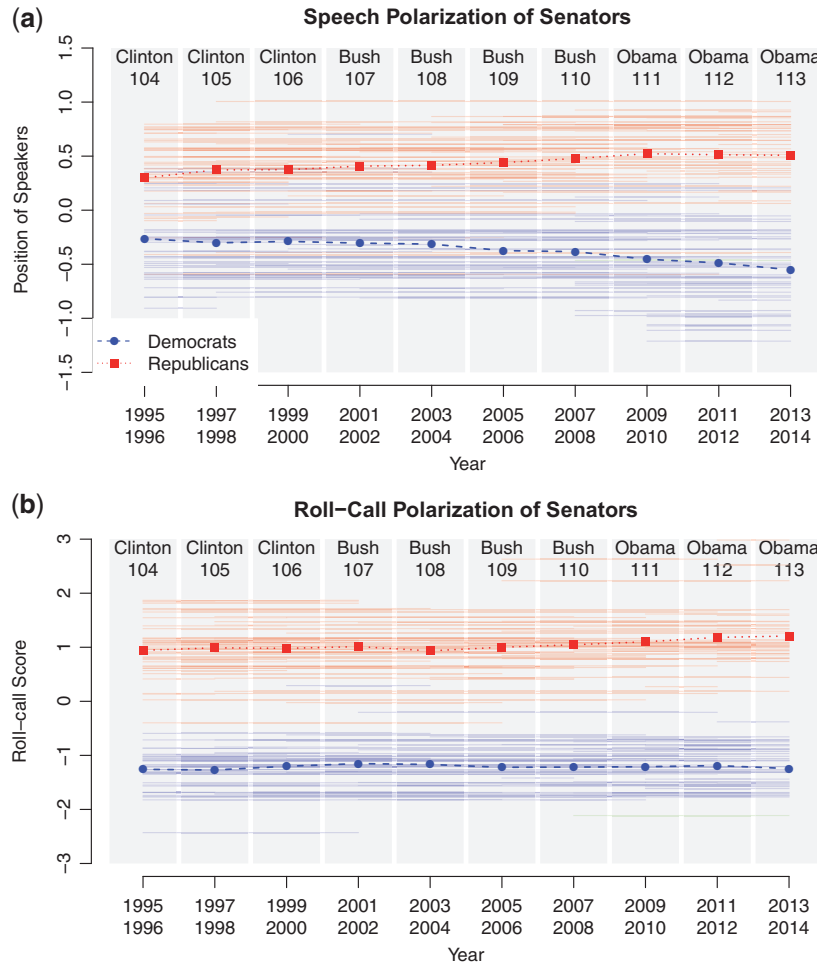 (a)
Speech Polarization of Senators
Clinton Clinton Clinton Bush Bush Bush Bush Obama Obama Obama
104 105 106 107 108 109 110 111 112 113
Position of Speakers
1.5
1.0
0.5
0.0
−0.5
−1.0
−1.5
Democrats
Republicans
1995 1997 1999 2001 2003 2005 2007 2009 2011 2013
1996 1998 2000 2002 2004 2006 2008 2010 2012 2014
Year
(b)
Roll−Call Polarization of Senators
Clinton Clinton Clinton Bush Bush Bush Bush Obama Obama Obama
104 105 106 107 108 109 110 111 112 113
Roll−call Score
3
2
1
0
−1
−2
−3
1995 1997 1999 2001 2003 2005 2007 2009 2011 2013
1996 1998 2000 2002 2004 2006 2008 2010 2012 2014
Year